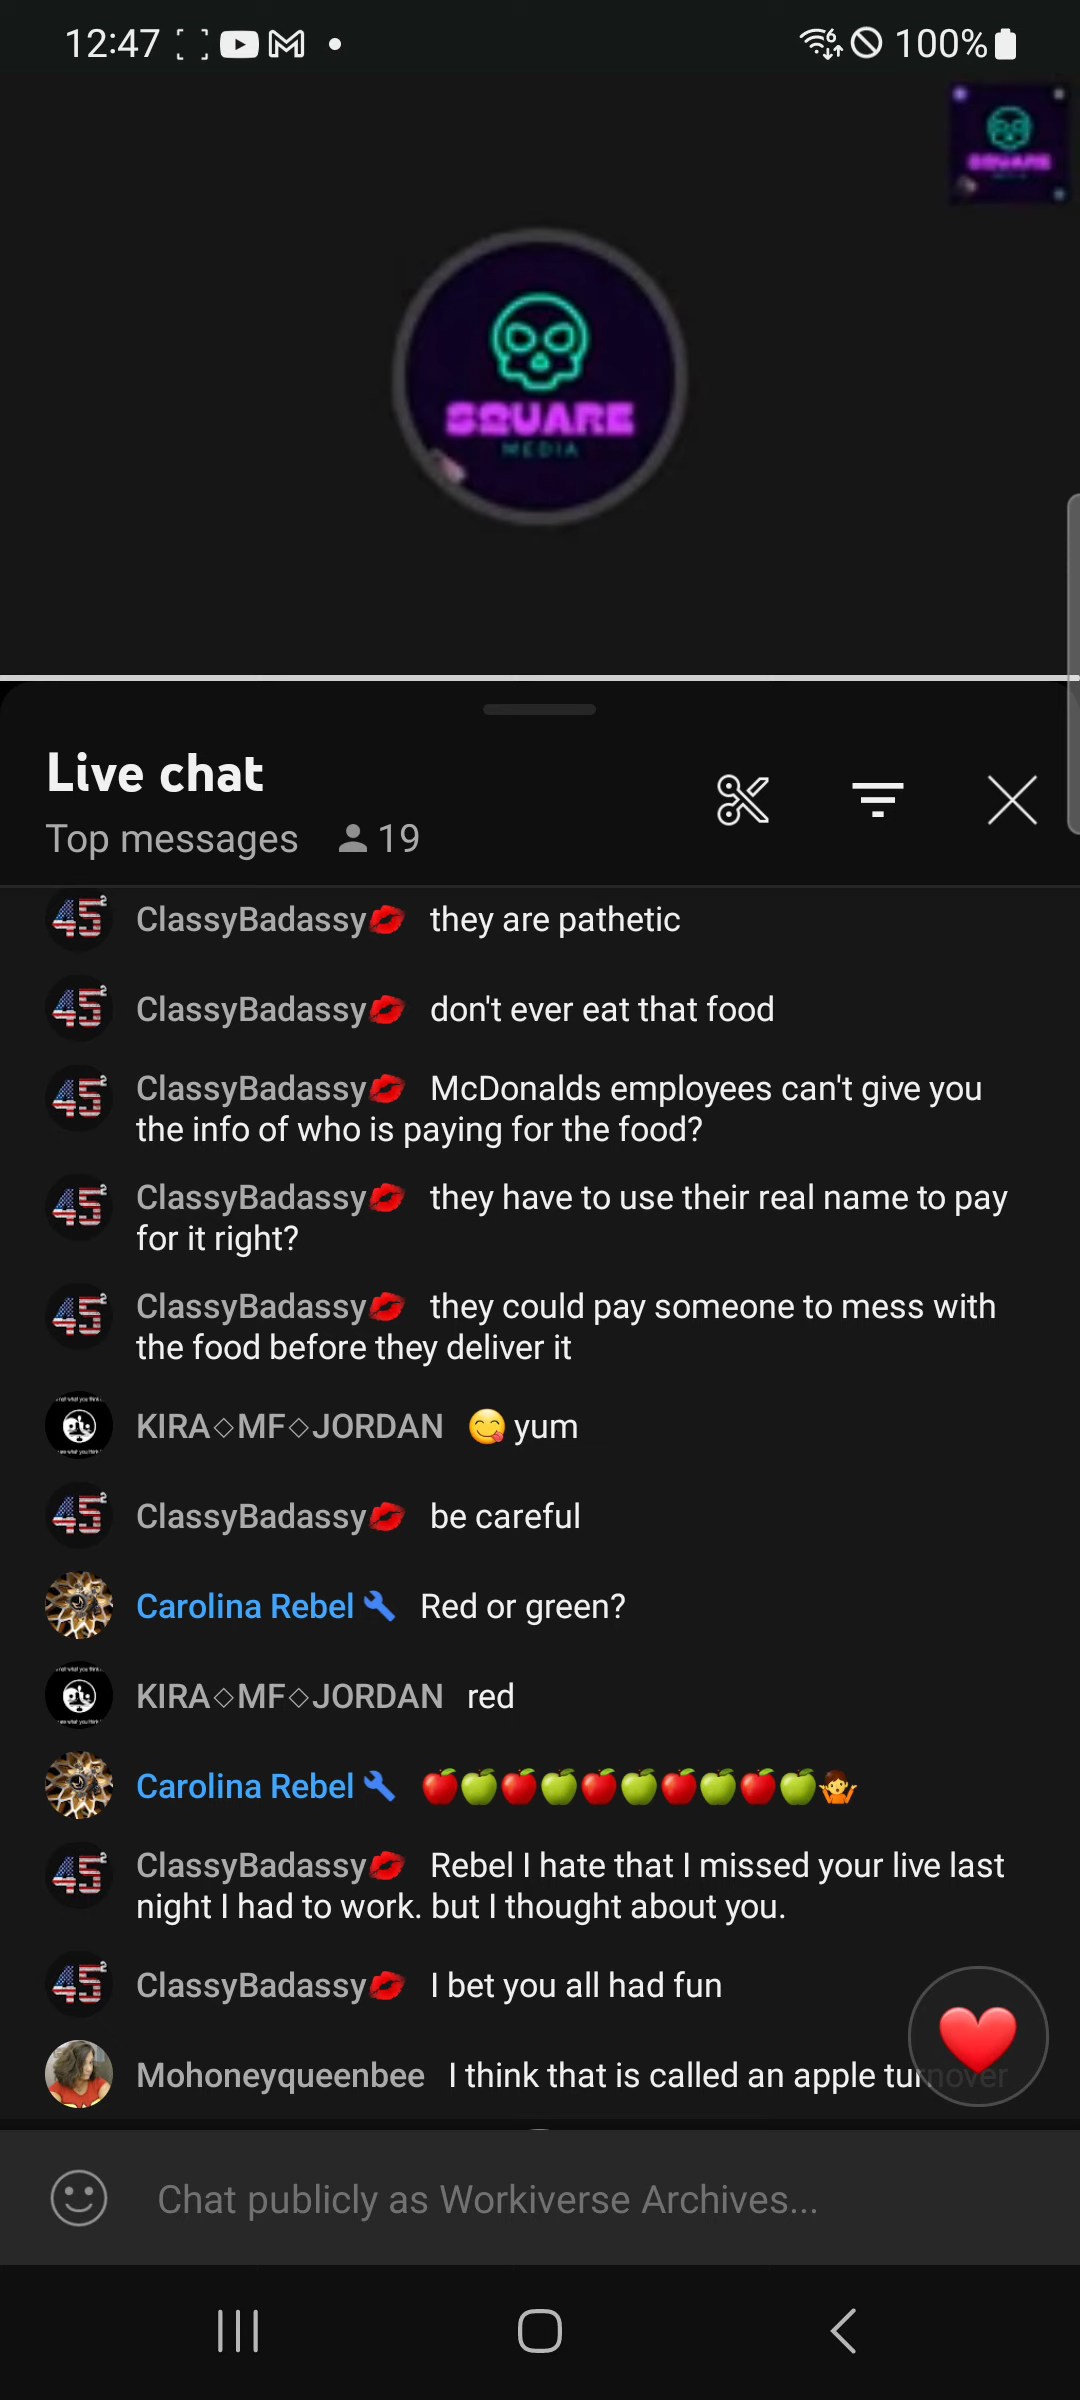 12:47
100%
SQUARE
SQUARE
MEDIA
Live chat
Top messages 19
ClassyBadassy💋 they are pathetic
ClassyBadassy💋 don't ever eat that food
ClassyBadassy💋 McDonalds employees can't give you
the info of who is paying for the food?
ClassyBadassy💋 they have to use their real name to pay
for it right?
ClassyBadassy💋 they could pay someone to mess with
the food before they deliver it
KIRA◇MF◇JORDAN 😋 yum
ClassyBadassy💋 be careful
Carolina Rebel 🔧 Red or green?
KIRA◇MF◇JORDAN red
Carolina Rebel 🔧 🍎🍏🍎🍏🍎🍏🍎🍏🍎🍏🤷
ClassyBadassy💋 Rebel I hate that I missed your live last
night I had to work. but I thought about you.
ClassyBadassy💋 I bet you all had fun
Mohoneyqueenbee I think that is called an apple turnover
Chat publicly as Workiverse Archives...